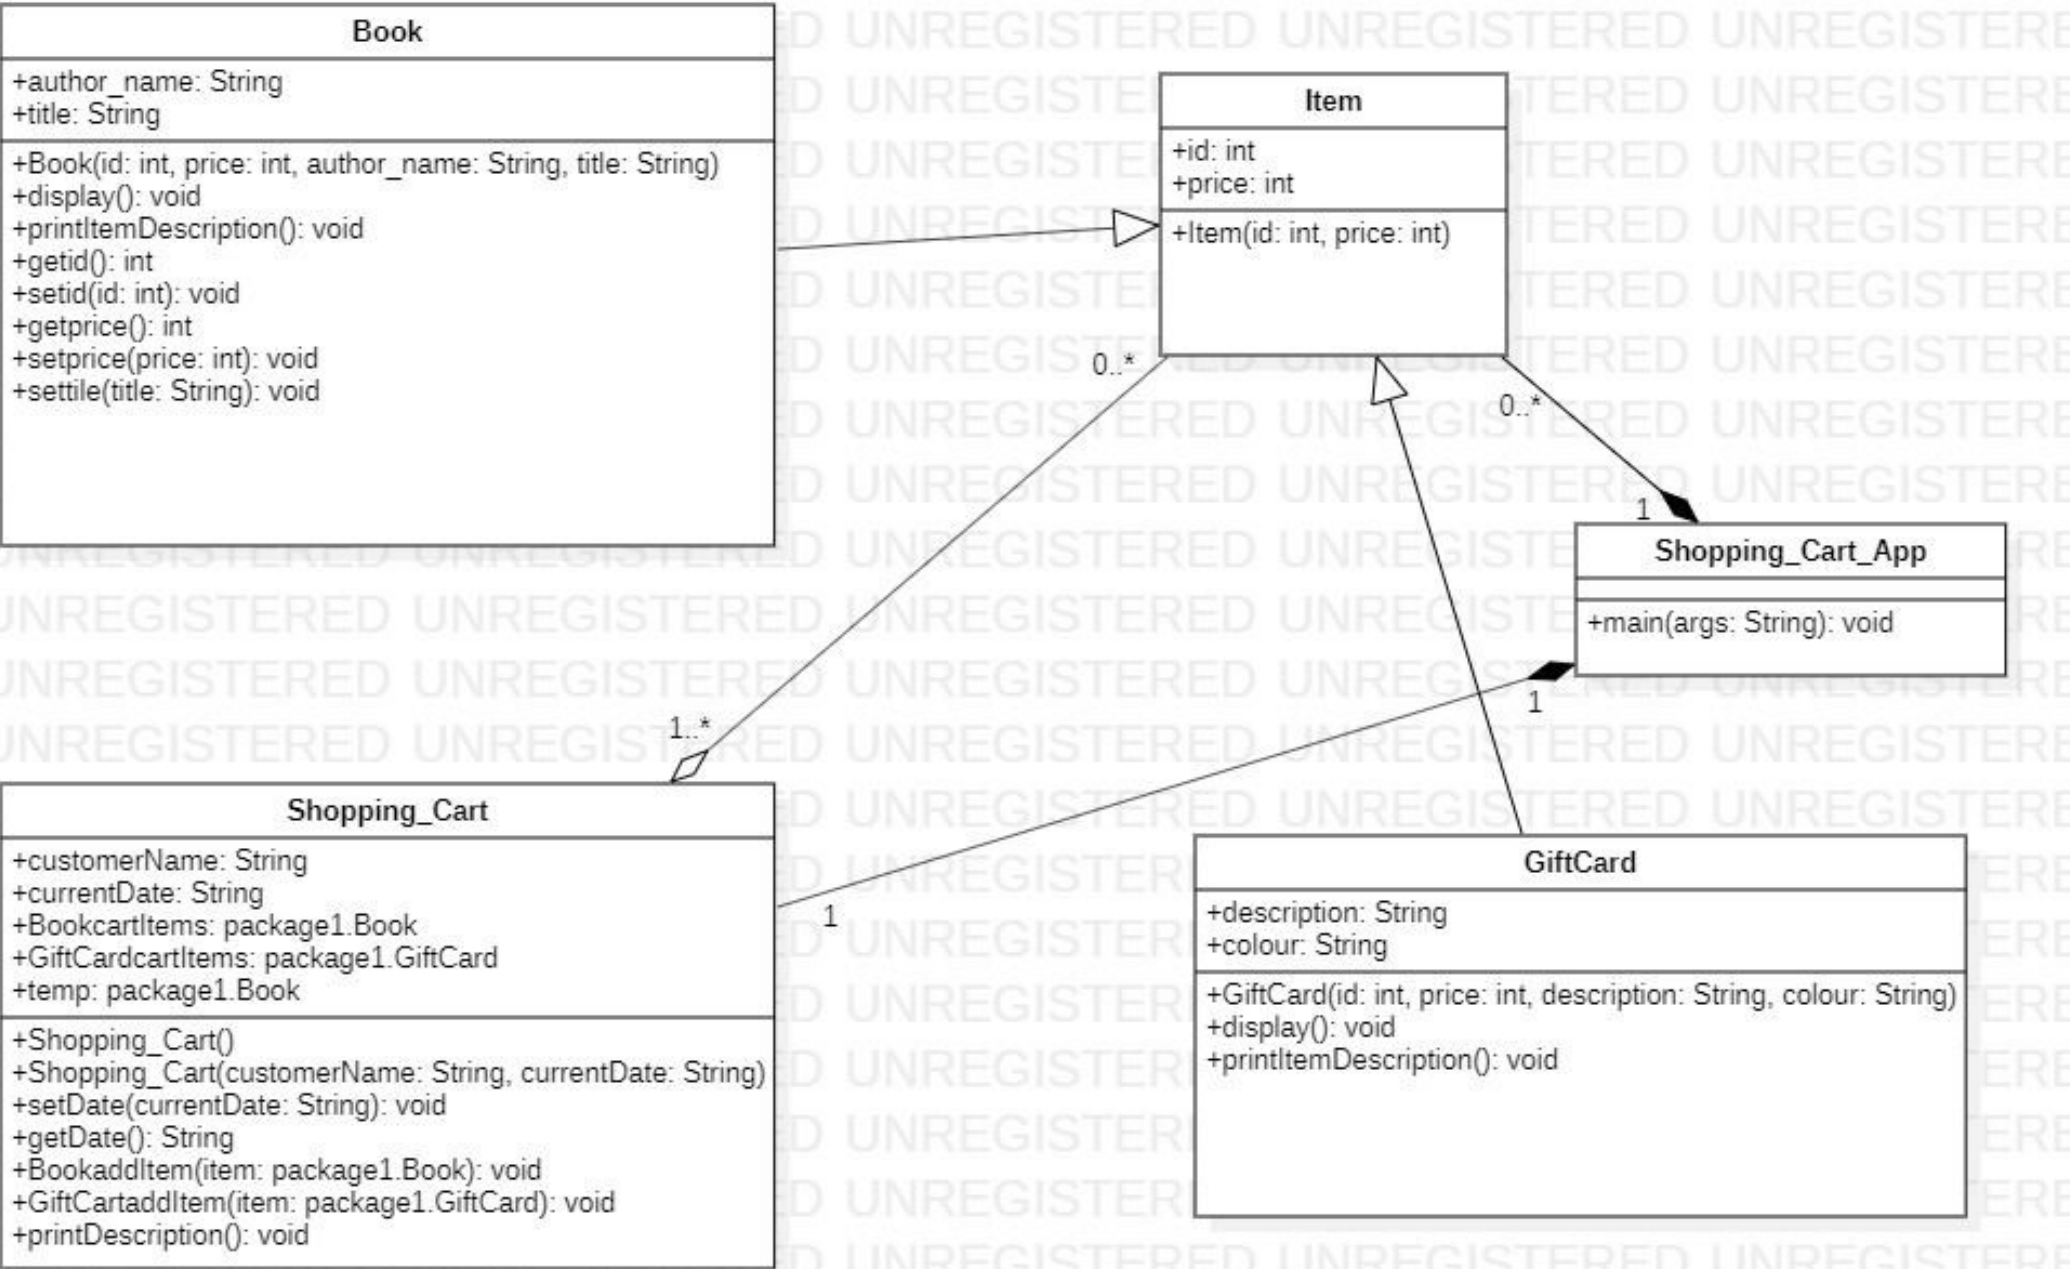 Book
+author_name: String
+title: String
+Book(id: int, price: int, author_name: String, title: String)
+display(): void
+printItemDescription(): void
+getid(): int
+setid(id: int): void
+getprice(): int
+setprice(price: int): void
+settile(title: String): void
Item
+id: int
+price: int
+Item(id: int, price: int)
0..*
0..*
1
Shopping_Cart_App
+main(args: String): void
1
1..*
Shopping_Cart
+customerName: String
+currentDate: String
+BookcartItems: package1.Book
+GiftCardcartItems: package1.GiftCard
+temp: package1.Book
+Shopping_Cart()
+Shopping_Cart(customerName: String, currentDate: String)
+setDate(currentDate: String): void
+getDate(): String
+BookaddItem(item: package1.Book): void
+GiftCartaddItem(item: package1.GiftCard): void
+printDescription(): void
1
GiftCard
+description: String
+colour: String
+GiftCard(id: int, price: int, description: String, colour: String)
+display(): void
+printItemDescription(): void
UNREGISTERED UNREGISTERED